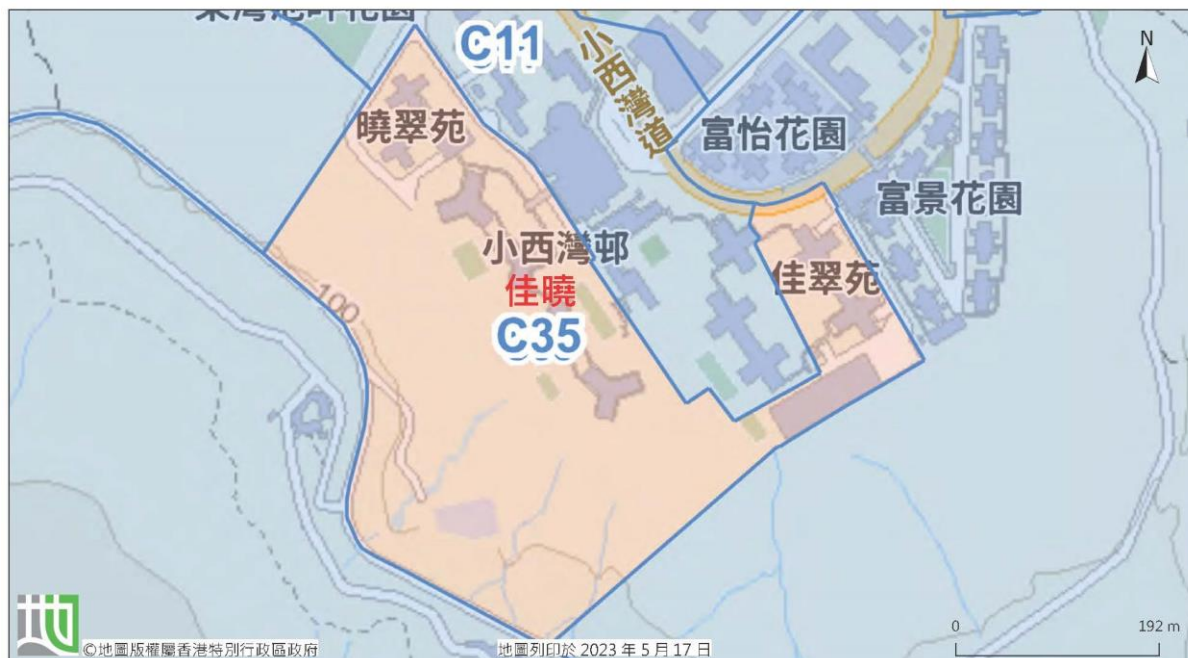 C11
小西灣道
曉翠苑
富怡花園
富景花園
小西灣邨
佳曉
C35
佳翠苑
100
N
0
192 m
©地圖版權屬香港特別行政區政府
地圖列印於 2023 年 5 月 17 日